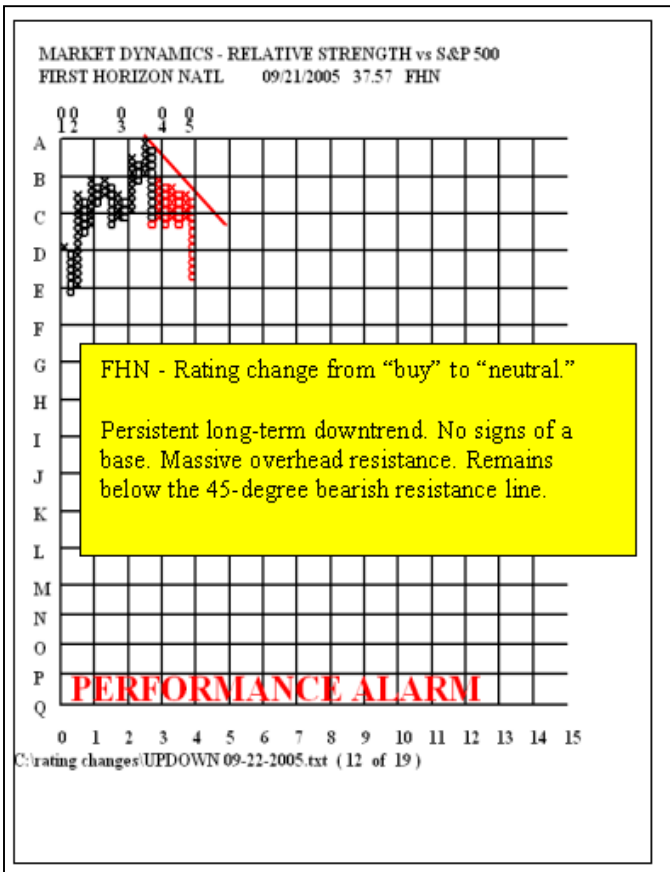 MARKET DYNAMICS - RELATIVE STRENGTH vs S&P 500
FIRST HORIZON NATL 09/21/2005 37.57 FHN
0 0 0 0 0
1 2 3 4 5
A
B
C
D
E
F
G
H
I
J
K
L
M
N
O
P
Q
FHN - Rating change from “buy” to “neutral.”
Persistent long-term downtrend. No signs of a
base. Massive overhead resistance. Remains
below the 45-degree bearish resistance line.
PERFORMANCE ALARM
0 1 2 3 4 5 6 7 8 9 10 11 12 13 14 15
C:\rating changes\UPDOWN 09-22-2005.txt ( 12 of 19 )